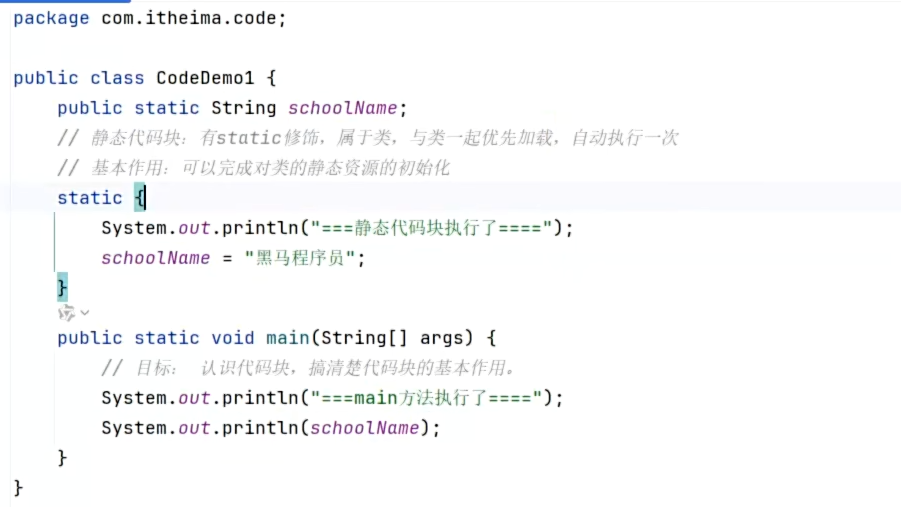 package com.itheima.code;
public class CodeDemo1 {
public static String schoolName;
// 静态代码块：有static修饰，属于类，与类一起优先加载，自动执行一次
// 基本作用：可以完成对类的静态资源的初始化
static {
System.out.println("===静态代码块执行了====");
schoolName = "黑马程序员";
}
public static void main(String[] args) {
// 目标： 认识代码块，搞清楚代码块的基本作用。
System.out.println("===main方法执行了====");
System.out.println(schoolName);
}
}